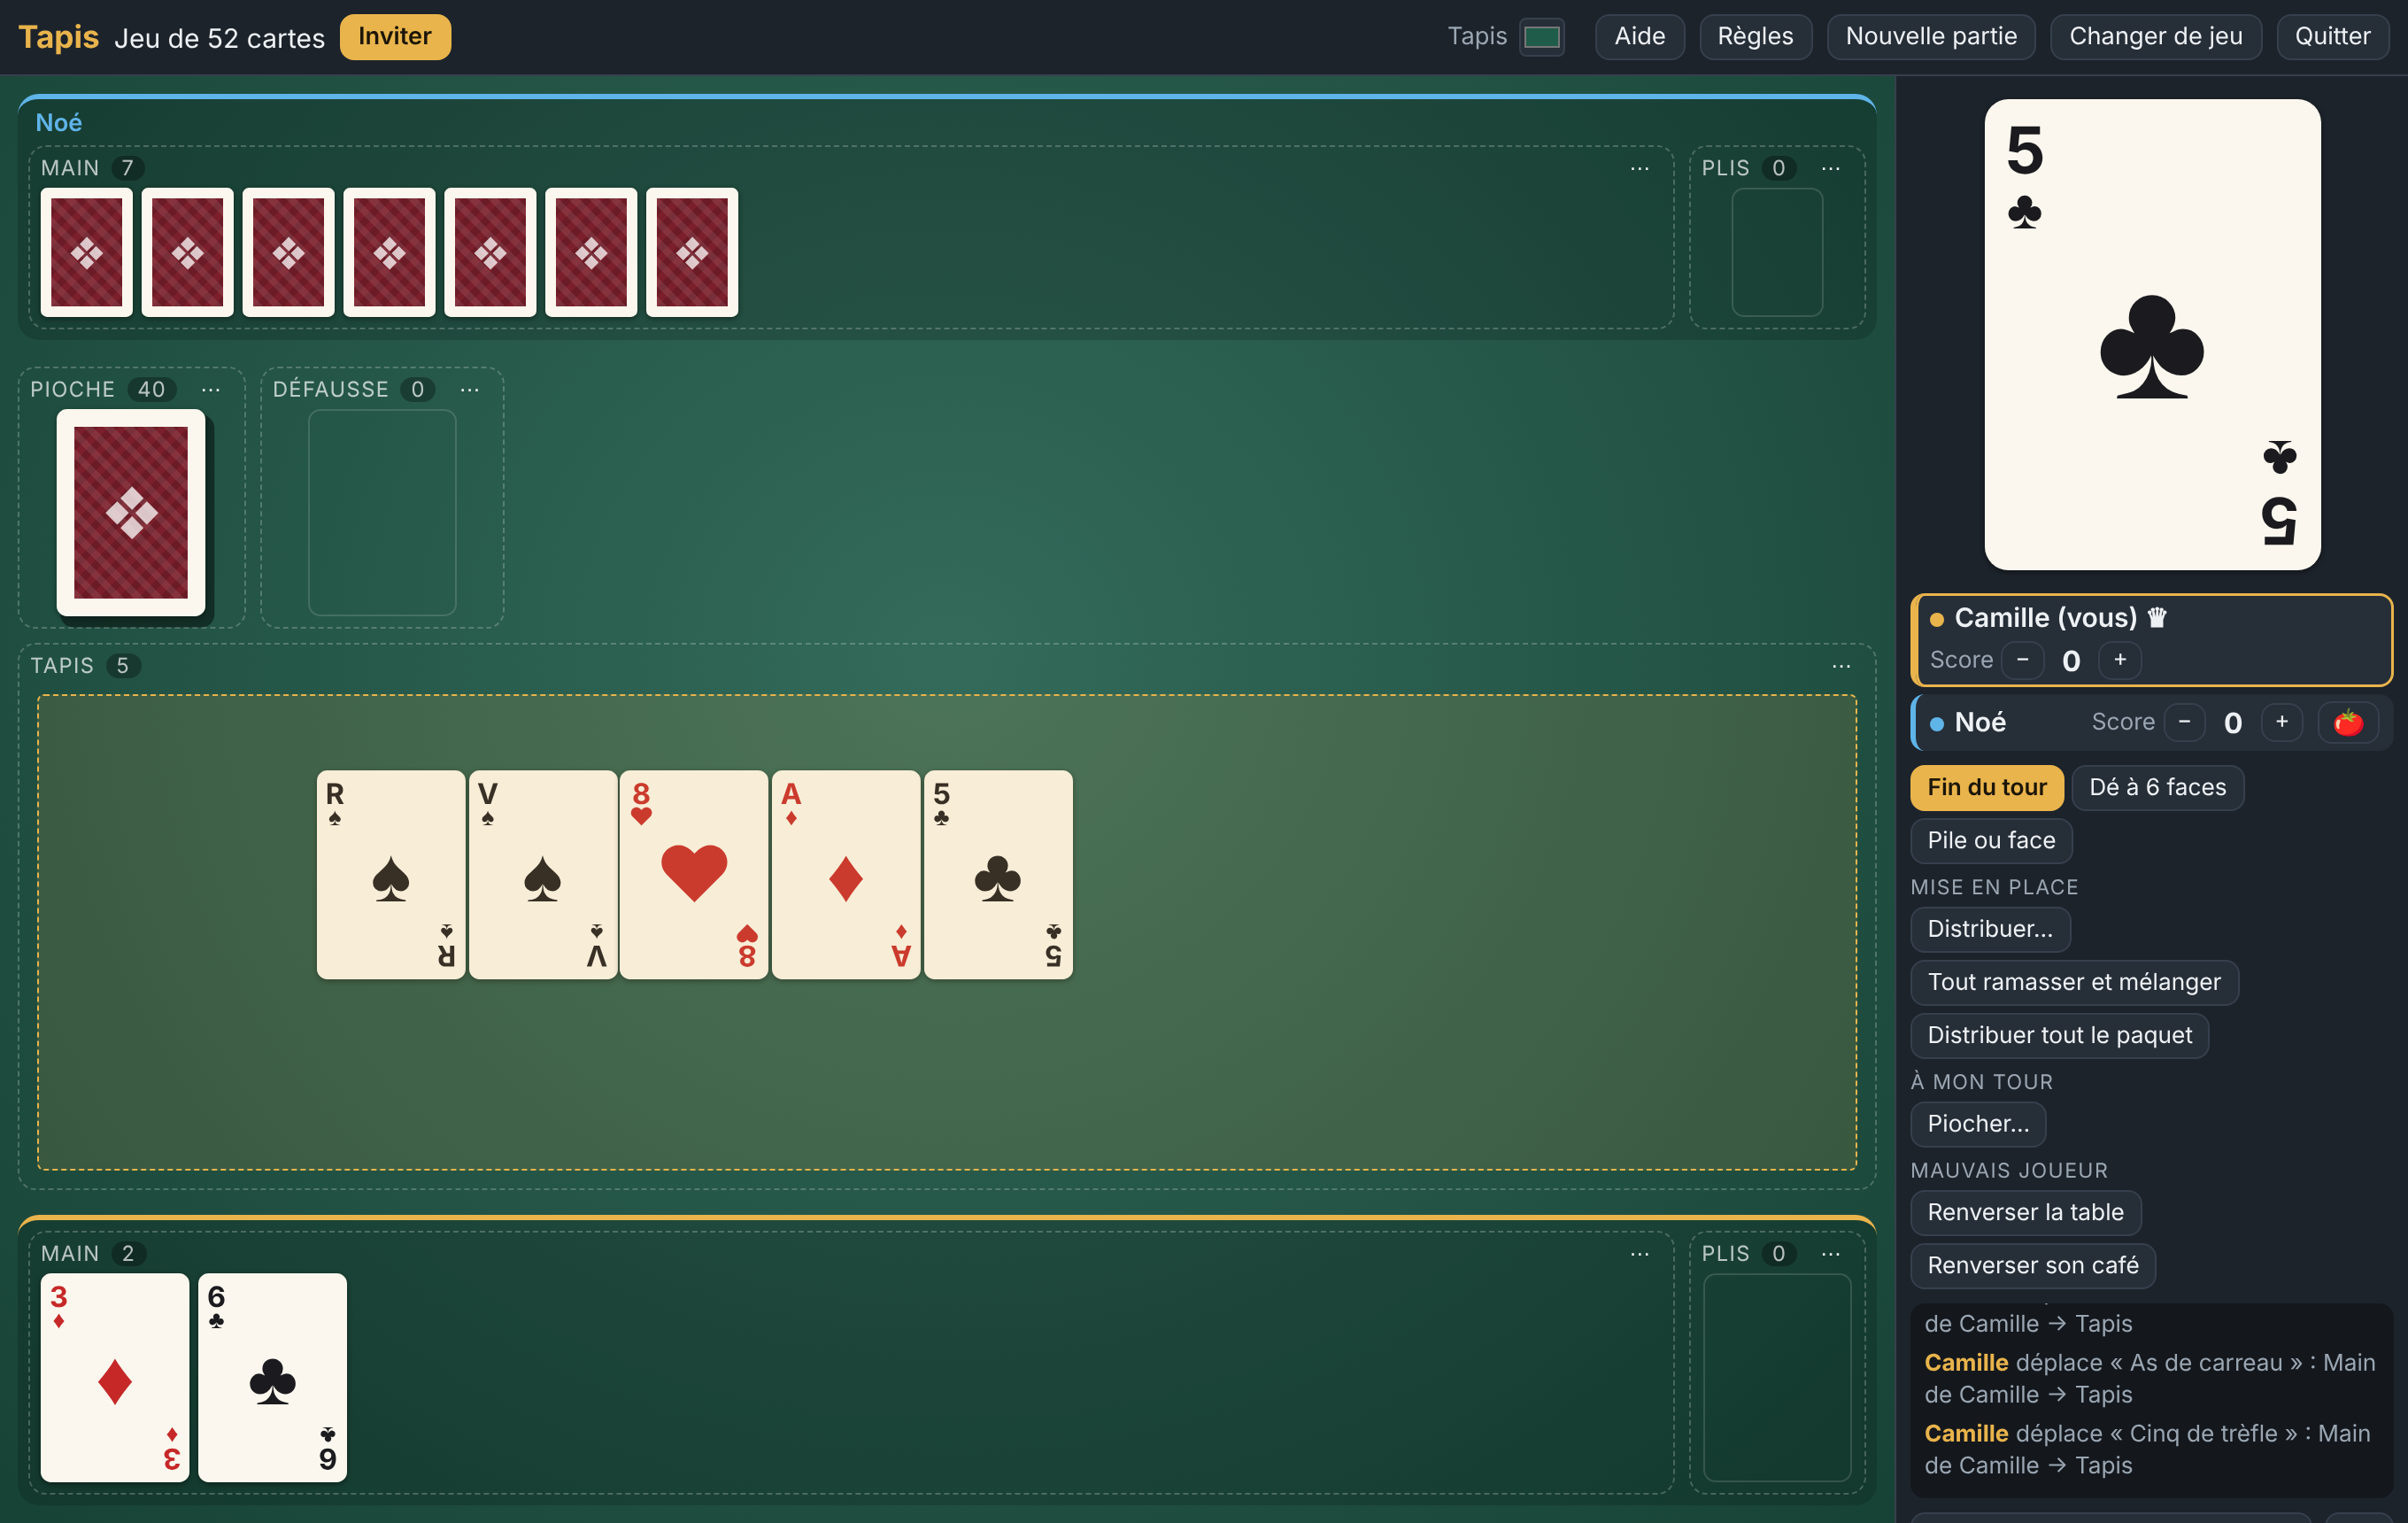 Tapis Jeu de 52 cartes Inviter Tapis Aide Règles Nouvelle partie Changer de jeu Quitter
Noé
MAIN 7 ... PLIS 0 ...
PIOCHE 40 ... DÉFAUSSE 0 ...
TAPIS 5 ...
R V 8 A 5
R V 8 A 5
MAIN 2 ... PLIS 0 ...
3 6
3 6
5
5
Camille (vous)
Score − 0 +
Noé Score − 0 +
Fin du tour Dé à 6 faces
Pile ou face
MISE EN PLACE
Distribuer...
Tout ramasser et mélanger
Distribuer tout le paquet
À MON TOUR
Piocher...
MAUVAIS JOUEUR
Renverser la table
Renverser son café
de Camille → Tapis
Camille déplace « As de carreau » : Main
de Camille → Tapis
Camille déplace « Cinq de trèfle » : Main
de Camille → Tapis